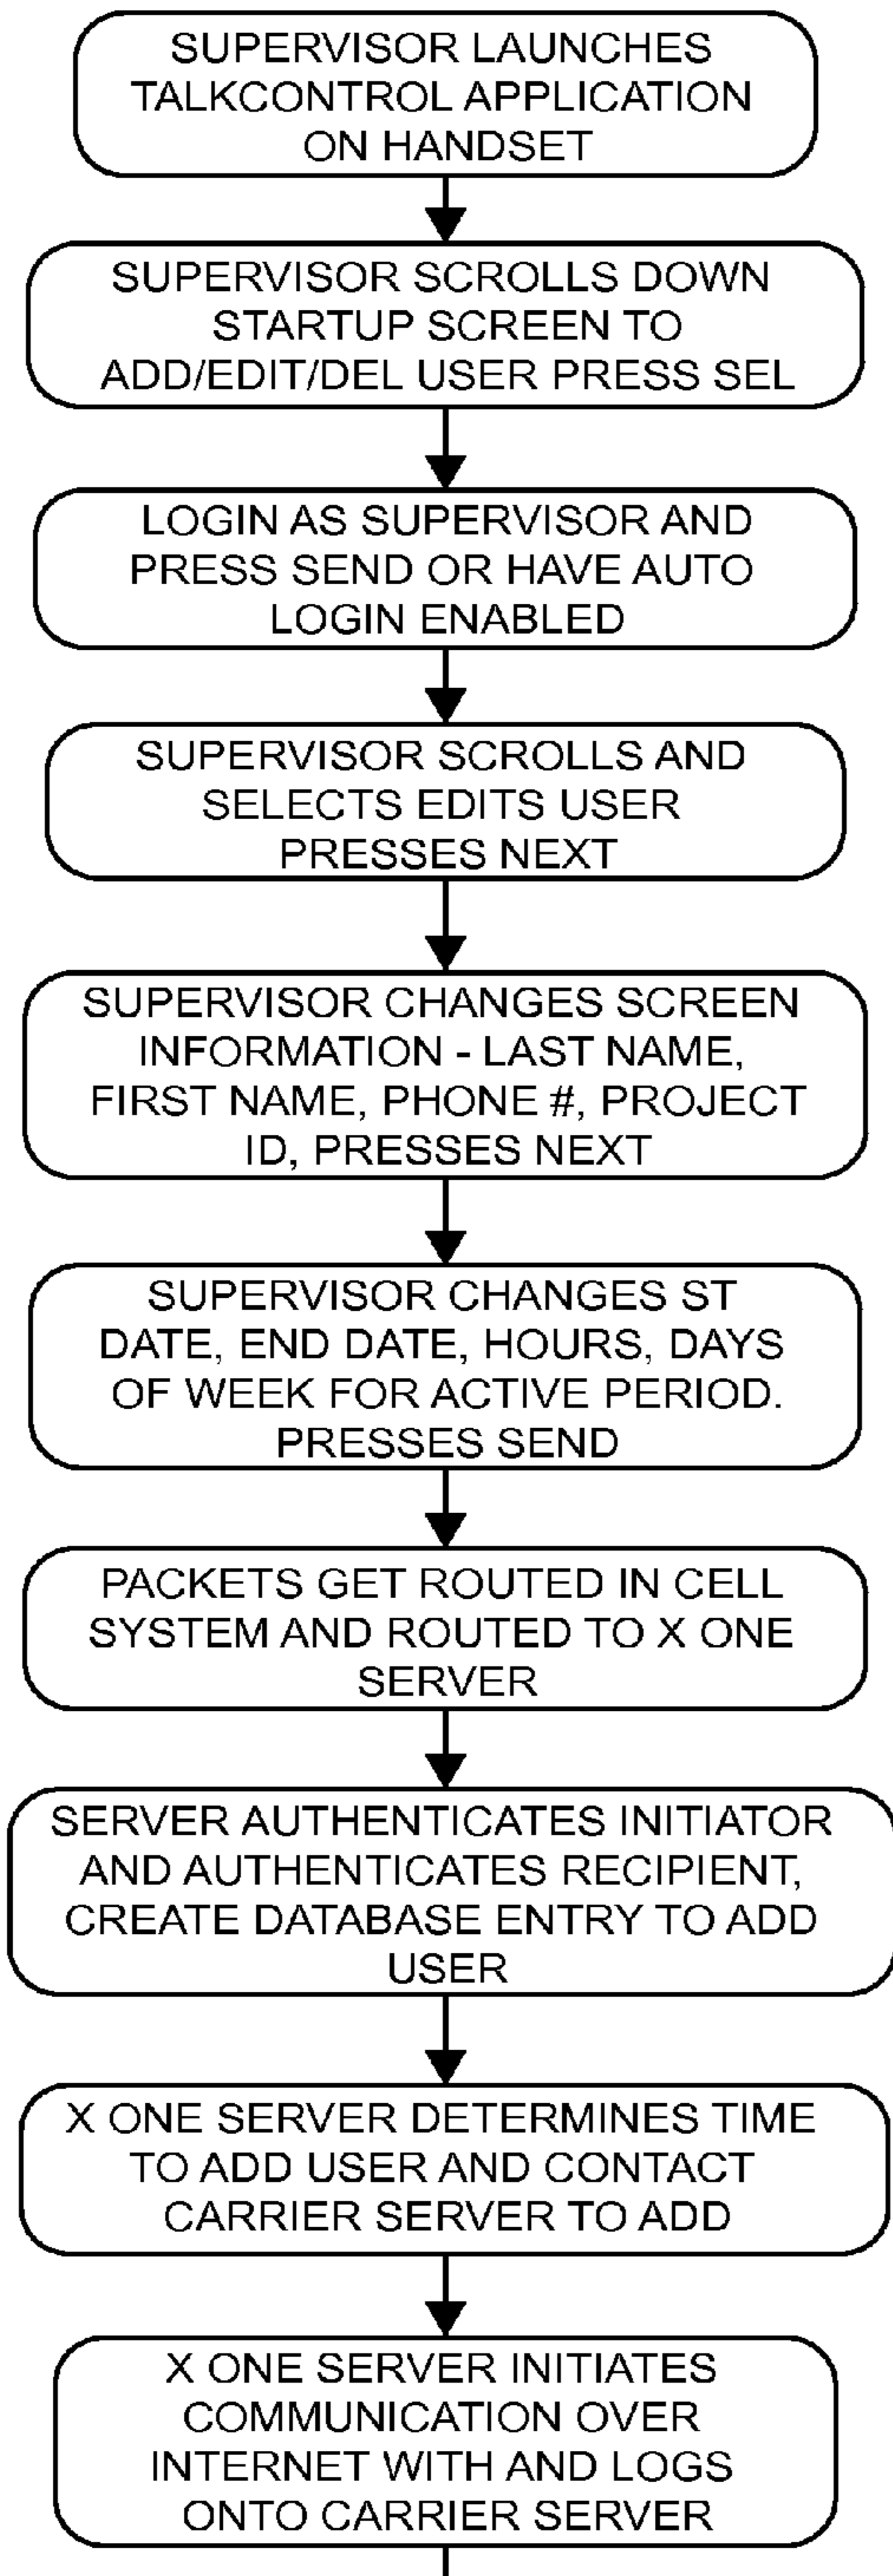 SUPERVISOR LAUNCHES
TALKCONTROL APPLICATION
ON HANDSET
SUPERVISOR SCROLLS DOWN
STARTUP SCREEN TO
ADD/EDIT/DEL USER PRESS SEL
LOGIN AS SUPERVISOR AND
PRESS SEND OR HAVE AUTO
LOGIN ENABLED
SUPERVISOR SCROLLS AND
SELECTS EDITS USER
PRESSES NEXT
SUPERVISOR CHANGES SCREEN
INFORMATION - LAST NAME,
FIRST NAME, PHONE #, PROJECT
ID, PRESSES NEXT
SUPERVISOR CHANGES ST
DATE, END DATE, HOURS, DAYS
OF WEEK FOR ACTIVE PERIOD.
PRESSES SEND
PACKETS GET ROUTED IN CELL
SYSTEM AND ROUTED TO X ONE
SERVER
SERVER AUTHENTICATES INITIATOR
AND AUTHENTICATES RECIPIENT,
CREATE DATABASE ENTRY TO ADD
USER
X ONE SERVER DETERMINES TIME
TO ADD USER AND CONTACT
CARRIER SERVER TO ADD
X ONE SERVER INITIATES
COMMUNICATION OVER
INTERNET WITH AND LOGS
ONTO CARRIER SERVER